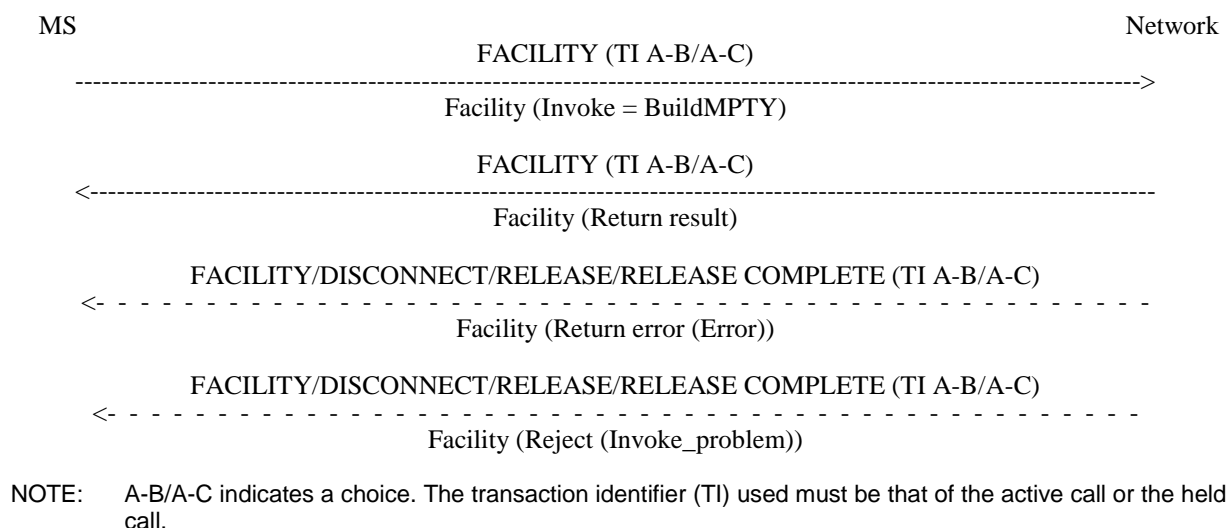 MS Network
FACILITY (TI A-B/A-C)
------------------------------------------------------------------------------------------------------------------------>
Facility (Invoke = BuildMPTY)
FACILITY (TI A-B/A-C)
<------------------------------------------------------------------------------------------------------------------------
Facility (Return result)
FACILITY/DISCONNECT/RELEASE/RELEASE COMPLETE (TI A-B/A-C)
<- - - - - - - - - - - - - - - - - - - - - - - - - - - - - - - - - - - -
Facility (Return error (Error))
FACILITY/DISCONNECT/RELEASE/RELEASE COMPLETE (TI A-B/A-C)
<- - - - - - - - - - - - - - - - - - - - - - - - - - - - - - - - - - -
Facility (Reject (Invoke_problem))
NOTE: A-B/A-C indicates a choice. The transaction identifier (TI) used must be that of the active call or the held
call.